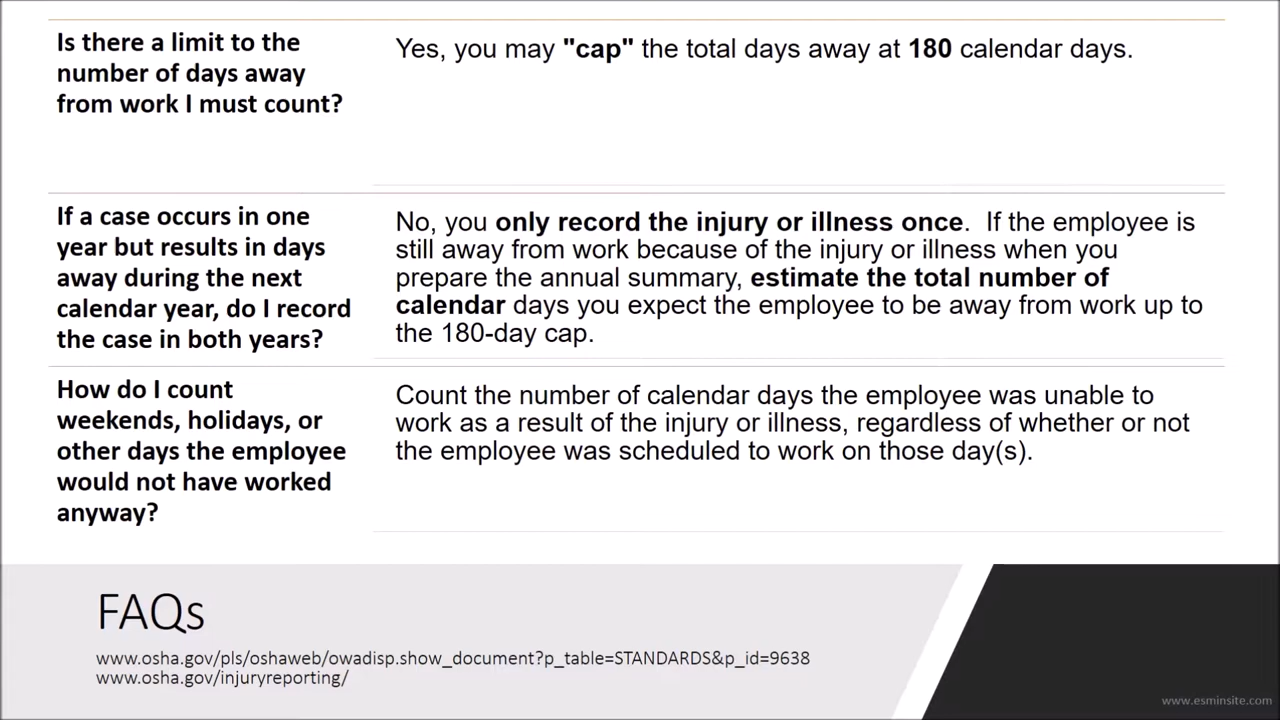 Is there a limit to the
number of days away
from work I must count?
Yes, you may "cap" the total days away at 180 calendar days.
If a case occurs in one
year but results in days
away during the next
calendar year, do I record
the case in both years?
No, you only record the injury or illness once.  If the employee is
still away from work because of the injury or illness when you
prepare the annual summary, estimate the total number of
calendar days you expect the employee to be away from work up to
the 180-day cap.
How do I count
weekends, holidays, or
other days the employee
would not have worked
anyway?
Count the number of calendar days the employee was unable to
work as a result of the injury or illness, regardless of whether or not
the employee was scheduled to work on those day(s).
FAQs
www.osha.gov/pls/oshaweb/owadisp.show_document?p_table=STANDARDS&p_id=9638
www.osha.gov/injuryreporting/
www.esminsite.com